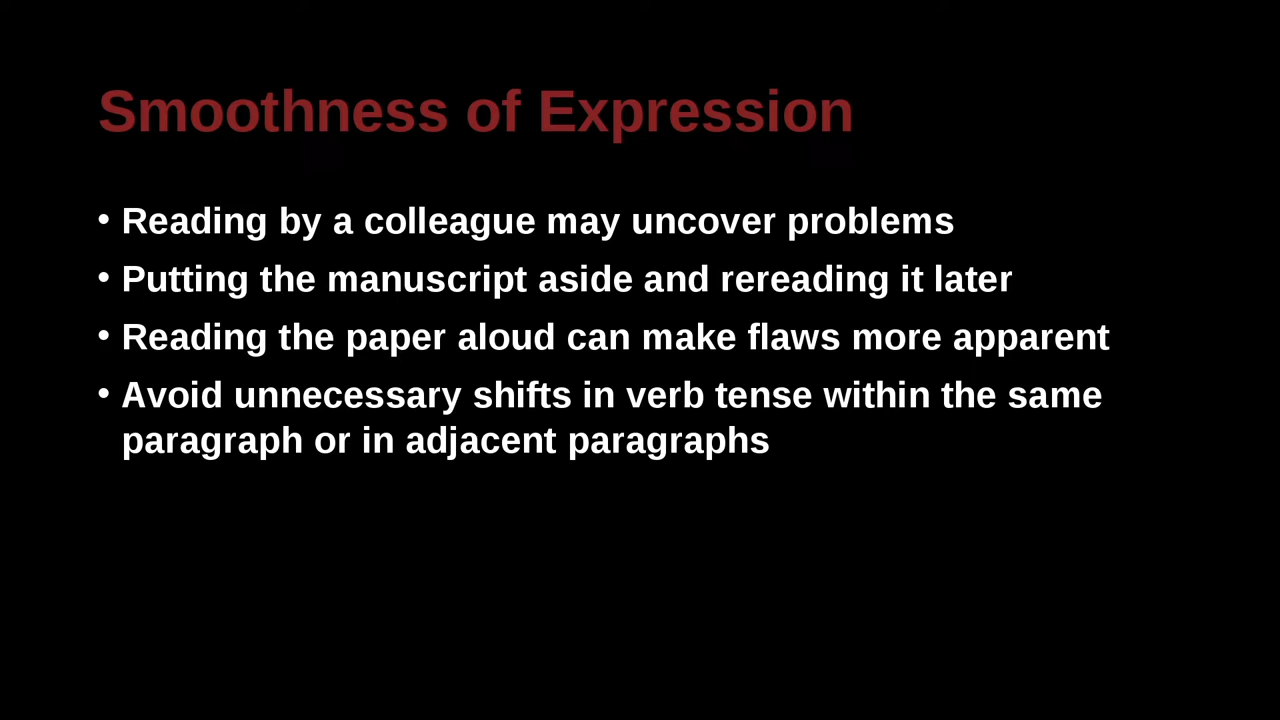 Smoothness of Expression
• Reading by a colleague may uncover problems
• Putting the manuscript aside and rereading it later
• Reading the paper aloud can make flaws more apparent
• Avoid unnecessary shifts in verb tense within the same
paragraph or in adjacent paragraphs